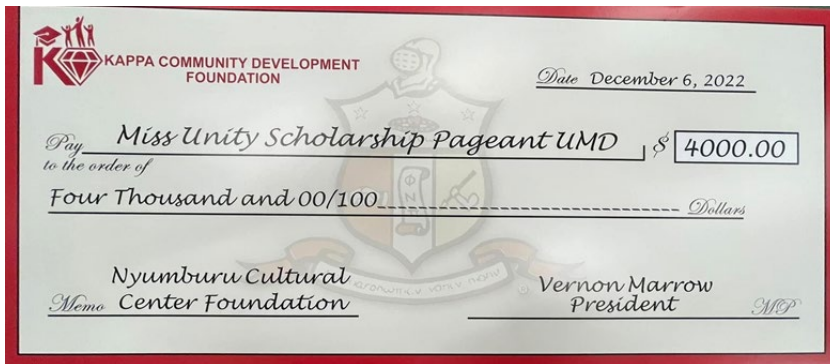 KAPPA COMMUNITY DEVELOPMENT
FOUNDATION
Date December 6, 2022
Pay Miss Unity Scholarship Pageant UMD $ 4000.00
to the order of
Four Thousand and 00/100 Dollars
Nyumburu Cultural
Memo Center Foundation
Vernon Marrow
President MP